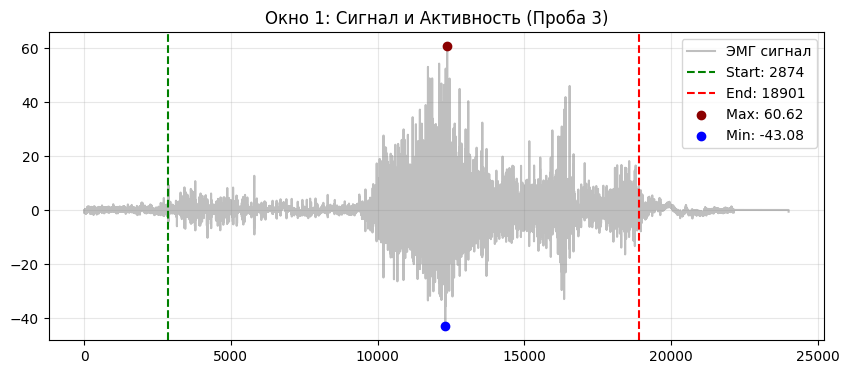 Окно 1: Сигнал и Активность (Проба 3)
60
40
20
0
−20
−40
ЭМГ сигнал
Start: 2874
End: 18901
Max: 60.62
Min: -43.08
0
5000
10000
15000
20000
25000